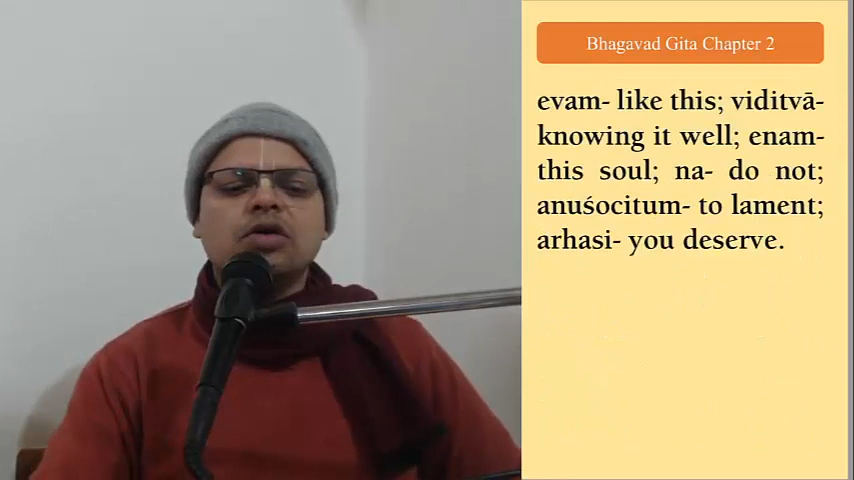 Bhagavad Gita Chapter 2
evam- like this; viditvā-
knowing it well; enam-
this soul; na- do not;
anuśocitum- to lament;
arhasi- you deserve.